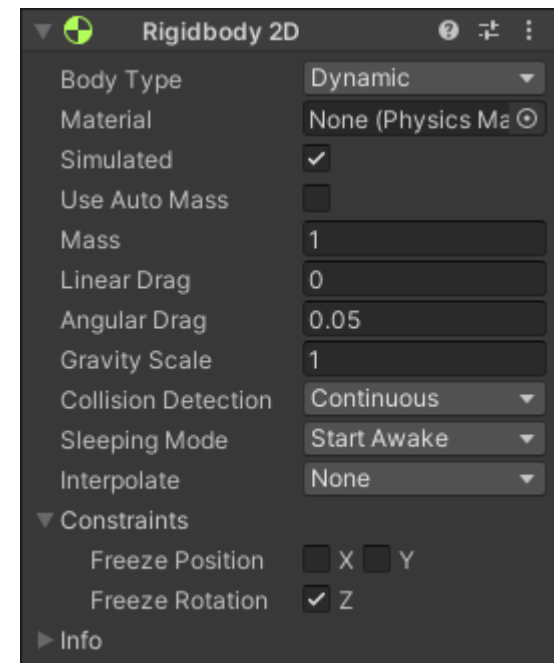 Rigidbody 2D
Body Type Dynamic
Material None (Physics Ma
Simulated
Use Auto Mass
Mass 1
Linear Drag 0
Angular Drag 0.05
Gravity Scale 1
Collision Detection Continuous
Sleeping Mode Start Awake
Interpolate None
Constraints
Freeze Position X Y
Freeze Rotation Z
Info